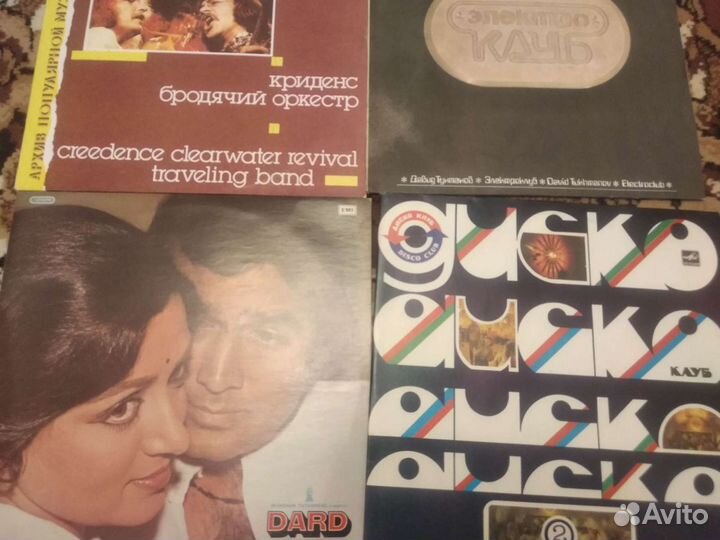 АРХИВ ПОПУЛЯРНОЙ МУЗ
криденс
бродячий оркестр
creedence clearwater revival
traveling band
электро
КЛУБ
* Давид Тухманов * Электроклуб * David Tukhmanov * Electroclub
EMI
DARD
ДИСКО КЛУБ
DISCO CLUB
диско
диско
КЛУБ
диско
диско
2
Avito